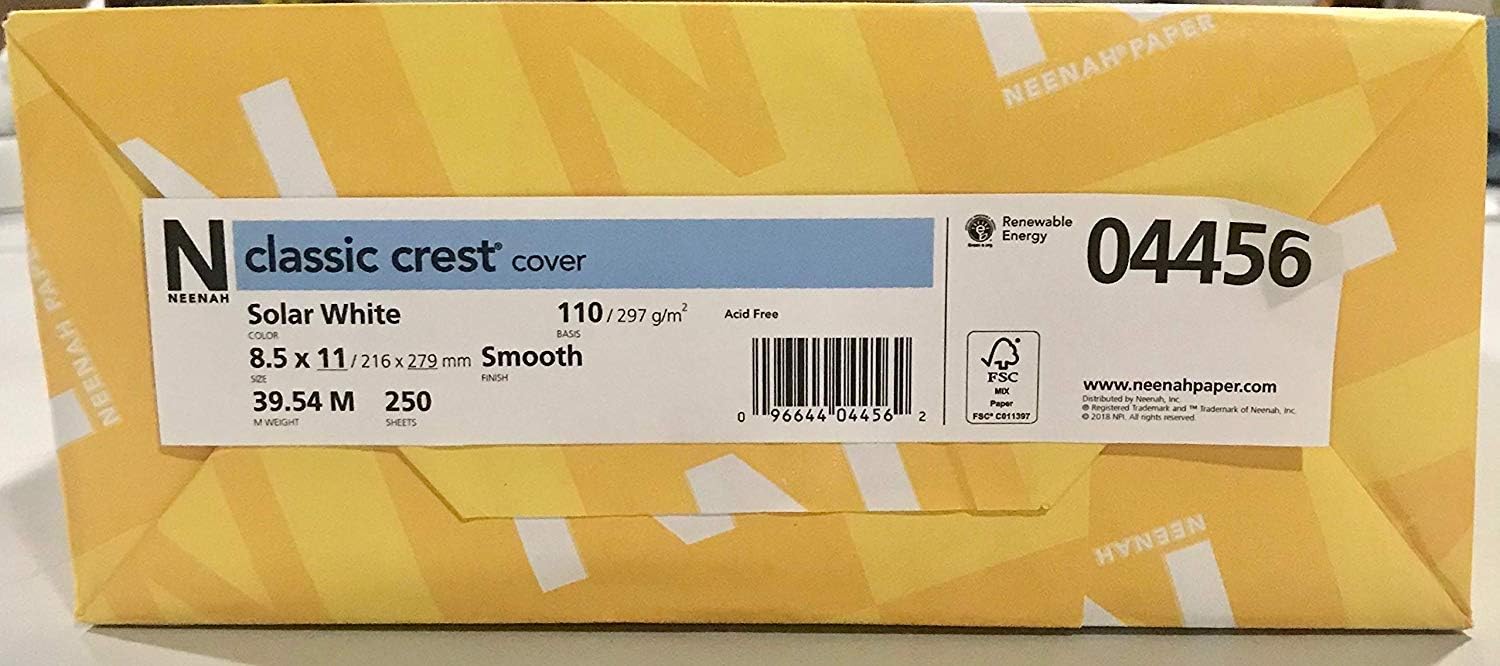 NEENAH® PAPER
NEENAH PAPER
N
NEENAH
classic crest® cover
Solar White
COLOR
110 / 297 g/m²
BASIS
Acid Free
8.5 x 11 / 216 x 279 mm
SIZE
Smooth
FINISH
39.54 M
M WEIGHT
250
SHEETS
0 96644 04456 2
Renewable
Energy
04456
FSC
MIX
Paper
FSC® C011397
www.neenahpaper.com
Distributed by Neenah, Inc.
® Registered Trademark and ™ Trademark of Neenah, Inc.
© 2018 NPI. All rights reserved.
NEENAH